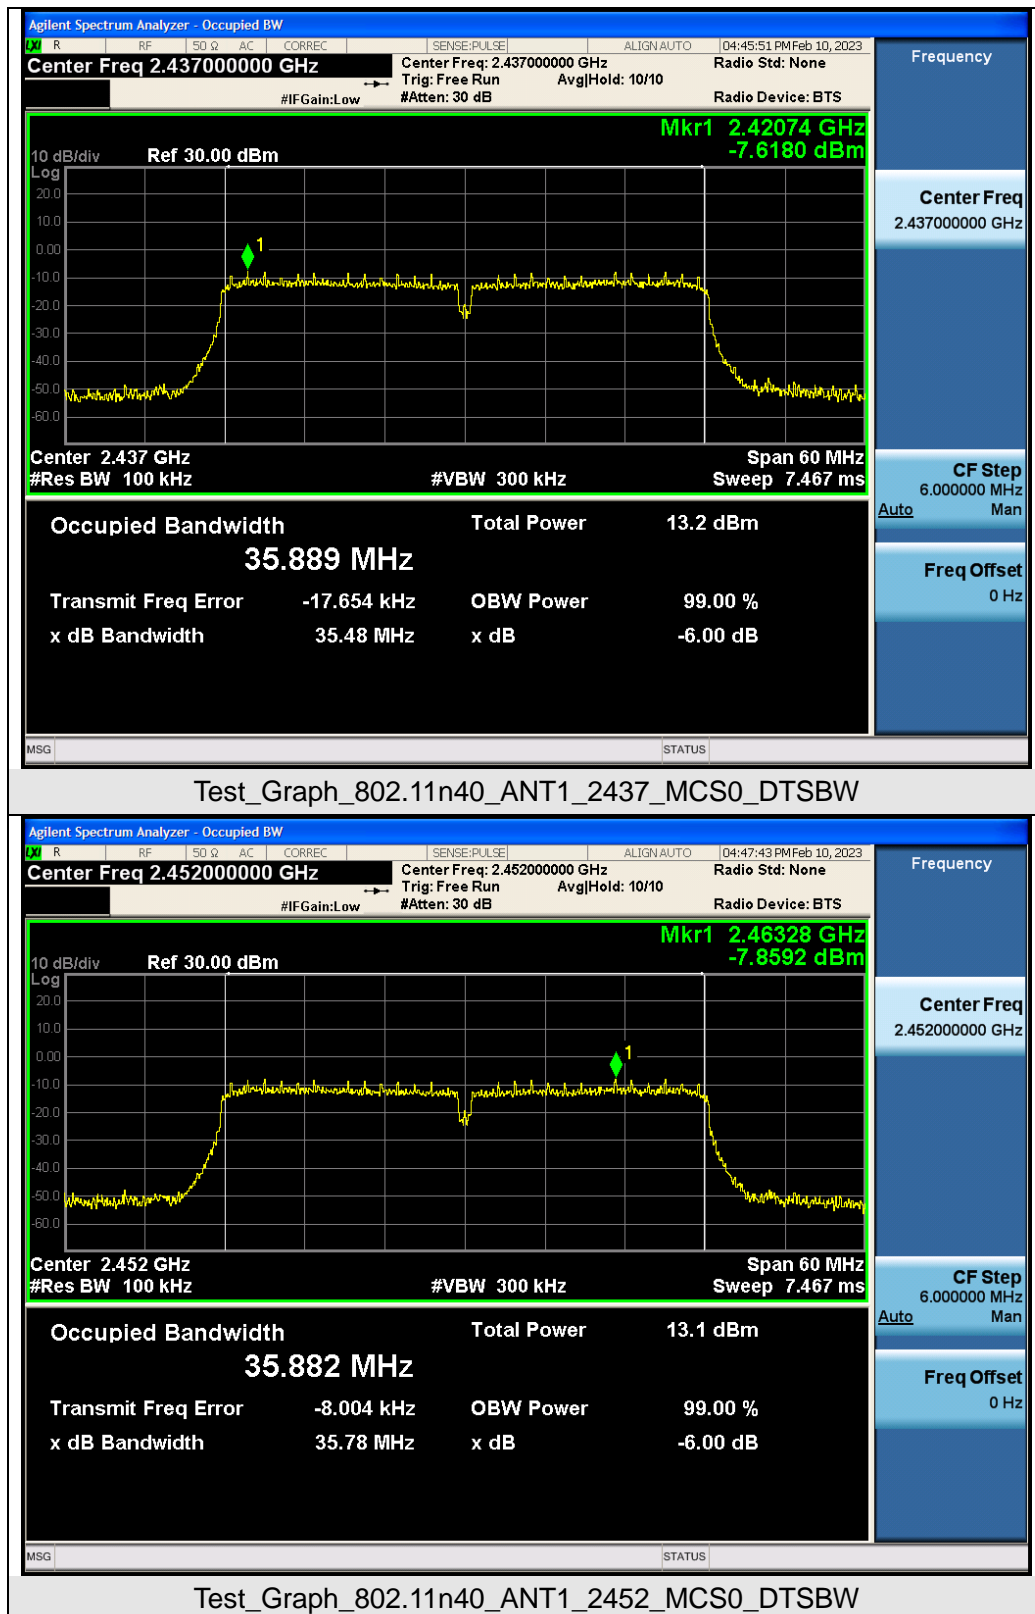 Agilent Spectrum Analyzer - Occupied BW
LXI R RF 50 Ω AC CORREC SENSE:PULSE ALIGN AUTO 04:45:51 PM Feb 10, 2023
Center Freq 2.437000000 GHz
Center Freq: 2.437000000 GHz Radio Std: None
Trig: Free Run Avg|Hold: 10/10
#IFGain:Low #Atten: 30 dB Radio Device: BTS
Frequency
Mkr1 2.42074 GHz
-7.6180 dBm
10 dB/div Ref 30.00 dBm
Log
20.0
10.0
0.00
-10.0
-20.0
-30.0
-40.0
-50.0
-60.0
1
Center 2.437 GHz Span 60 MHz
#Res BW 100 kHz #VBW 300 kHz Sweep 7.467 ms
Center Freq
2.437000000 GHz
CF Step
6.000000 MHz
Auto Man
Freq Offset
0 Hz
Occupied Bandwidth Total Power 13.2 dBm
35.889 MHz
Transmit Freq Error -17.654 kHz OBW Power 99.00 %
x dB Bandwidth 35.48 MHz x dB -6.00 dB
MSG STATUS
Test_Graph_802.11n40_ANT1_2437_MCS0_DTSBW
Agilent Spectrum Analyzer - Occupied BW
LXI R RF 50 Ω AC CORREC SENSE:PULSE ALIGN AUTO 04:47:43 PM Feb 10, 2023
Center Freq 2.452000000 GHz
Center Freq: 2.452000000 GHz Radio Std: None
Trig: Free Run Avg|Hold: 10/10
#IFGain:Low #Atten: 30 dB Radio Device: BTS
Frequency
Mkr1 2.46328 GHz
-7.8592 dBm
10 dB/div Ref 30.00 dBm
Log
20.0
10.0
0.00
-10.0
-20.0
-30.0
-40.0
-50.0
-60.0
1
Center 2.452 GHz Span 60 MHz
#Res BW 100 kHz #VBW 300 kHz Sweep 7.467 ms
Center Freq
2.452000000 GHz
CF Step
6.000000 MHz
Auto Man
Freq Offset
0 Hz
Occupied Bandwidth Total Power 13.1 dBm
35.882 MHz
Transmit Freq Error -8.004 kHz OBW Power 99.00 %
x dB Bandwidth 35.78 MHz x dB -6.00 dB
MSG STATUS
Test_Graph_802.11n40_ANT1_2452_MCS0_DTSBW